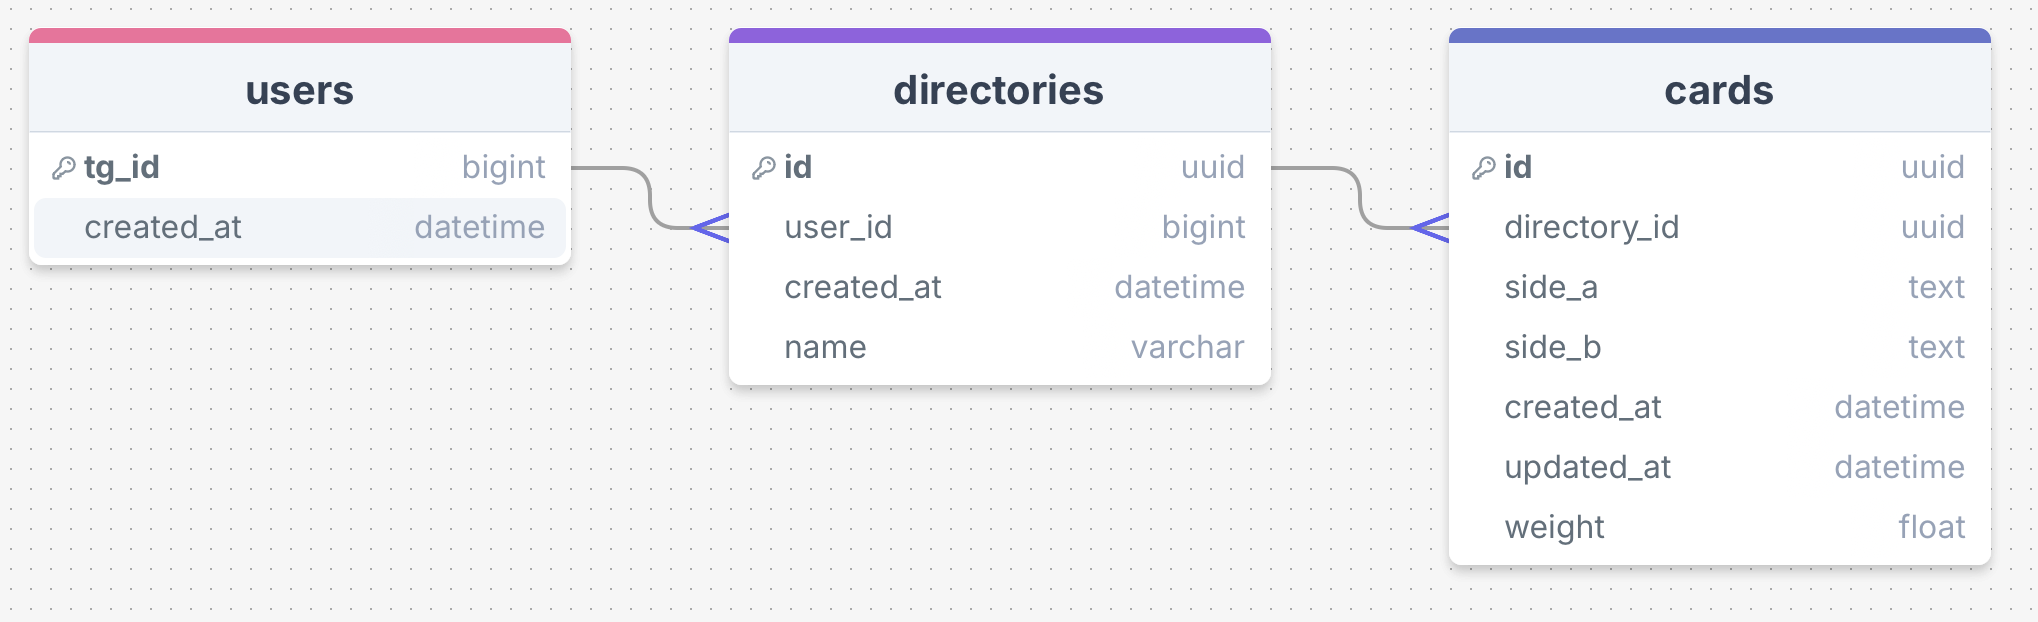 users
tg_id bigint
created_at datetime
directories
id uuid
user_id bigint
created_at datetime
name varchar
cards
id uuid
directory_id uuid
side_a text
side_b text
created_at datetime
updated_at datetime
weight float